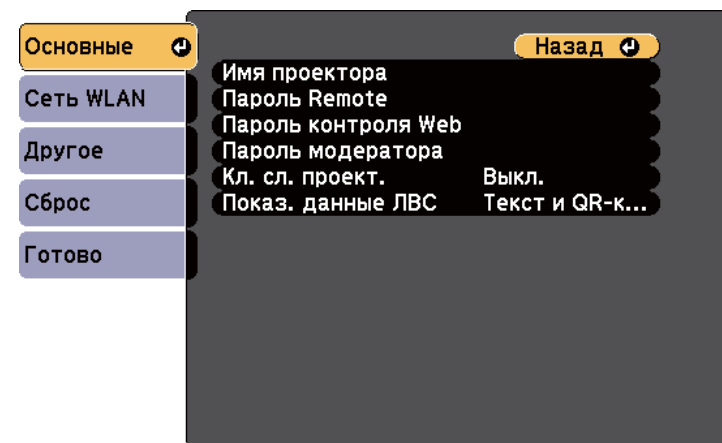 Основные
Сеть WLAN
Другое
Сброс
Готово
Назад
Имя проектора
Пароль Remote
Пароль контроля Web
Пароль модератора
Кл. сл. проект. Выкл.
Показ. данные ЛВС Текст и QR-к...